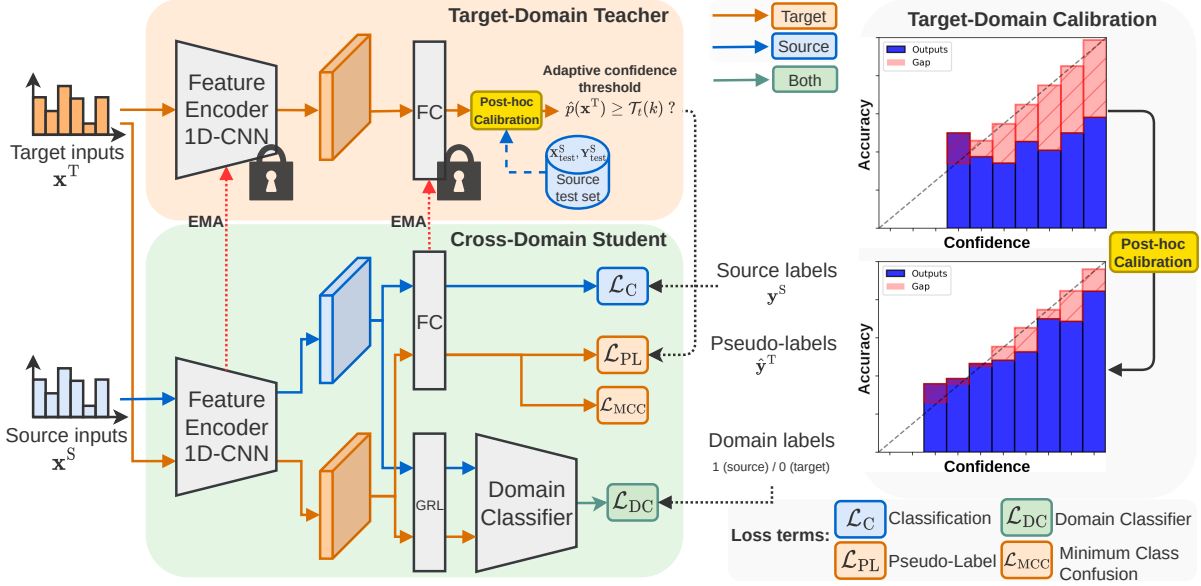 Target-Domain Teacher
Feature
Encoder
1D-CNN
FC
Post-hoc
Calibration
Adaptive confidence
threshold
p̂(x^T) ≥ 𝒯_t(k) ?
X^S_test, Y^S_test
Source
test set
Target inputs
x^T
EMA
EMA
Target
Source
Both
Target-Domain Calibration
Outputs
Gap
Accuracy
Confidence
Post-hoc
Calibration
Outputs
Gap
Accuracy
Confidence
Cross-Domain Student
Source inputs
x^S
Feature
Encoder
1D-CNN
FC
GRL
Domain
Classifier
ℒ_C
ℒ_PL
ℒ_MCC
ℒ_DC
Source labels
y^S
Pseudo-labels
ŷ^T
Domain labels
1 (source) / 0 (target)
Loss terms:
ℒ_C Classification
ℒ_DC Domain Classifier
ℒ_PL Pseudo-Label
ℒ_MCC Minimum Class
Confusion